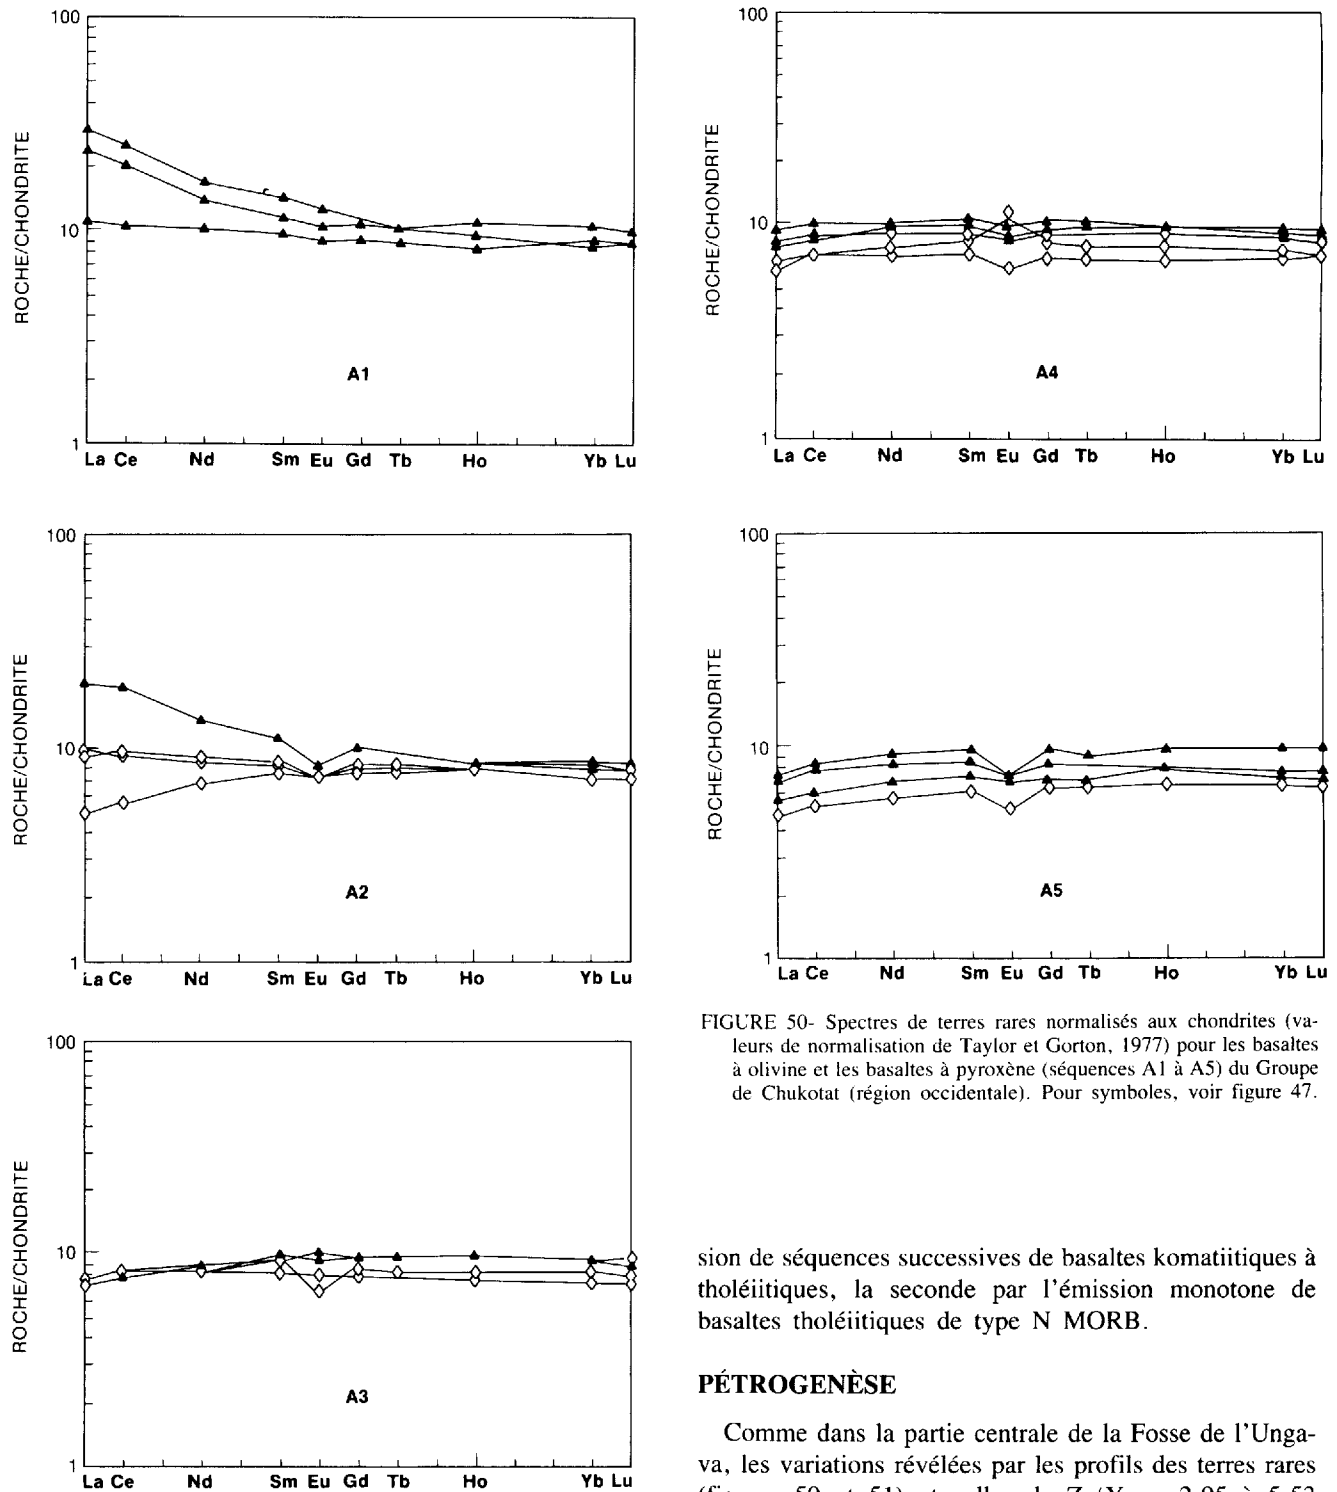 100
10
1
ROCHE/CHONDRITE
A1
La Ce Nd Sm Eu Gd Tb Ho Yb Lu
100
10
1
ROCHE/CHONDRITE
A2
La Ce Nd Sm Eu Gd Tb Ho Yb Lu
100
10
1
ROCHE/CHONDRITE
A3
La Ce Nd Sm Eu Gd Tb Ho Yb Lu
100
10
1
ROCHE/CHONDRITE
A4
La Ce Nd Sm Eu Gd Tb Ho Yb Lu
100
10
1
ROCHE/CHONDRITE
A5
La Ce Nd Sm Eu Gd Tb Ho Yb Lu
FIGURE 50- Spectres de terres rares normalisés aux chondrites (va-
leurs de normalisation de Taylor et Gorton, 1977) pour les basaltes
à olivine et les basaltes à pyroxène (séquences A1 à A5) du Groupe
de Chukotat (région occidentale). Pour symboles, voir figure 47.
sion de séquences successives de basaltes komatiitiques à
tholéiitiques, la seconde par l'émission monotone de
basaltes tholéiitiques de type N MORB.
PÉTROGENÈSE
Comme dans la partie centrale de la Fosse de l'Unga-
va, les variations révélées par les profils des terres rares